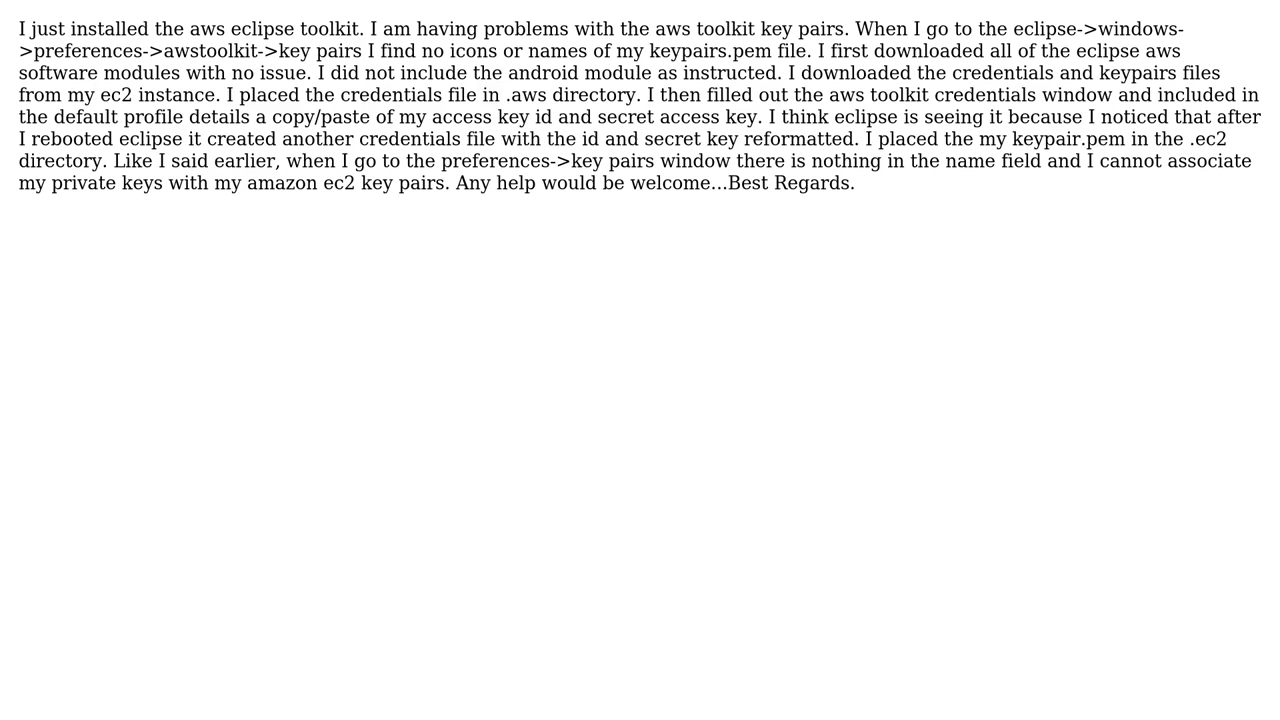 I just installed the aws eclipse toolkit. I am having problems with the aws toolkit key pairs. When I go to the eclipse->windows-
>preferences->awstoolkit->key pairs I find no icons or names of my keypairs.pem file. I first downloaded all of the eclipse aws
software modules with no issue. I did not include the android module as instructed. I downloaded the credentials and keypairs files
from my ec2 instance. I placed the credentials file in .aws directory. I then filled out the aws toolkit credentials window and included in
the default profile details a copy/paste of my access key id and secret access key. I think eclipse is seeing it because I noticed that after
I rebooted eclipse it created another credentials file with the id and secret key reformatted. I placed the my keypair.pem in the .ec2
directory. Like I said earlier, when I go to the preferences->key pairs window there is nothing in the name field and I cannot associate
my private keys with my amazon ec2 key pairs. Any help would be welcome...Best Regards.